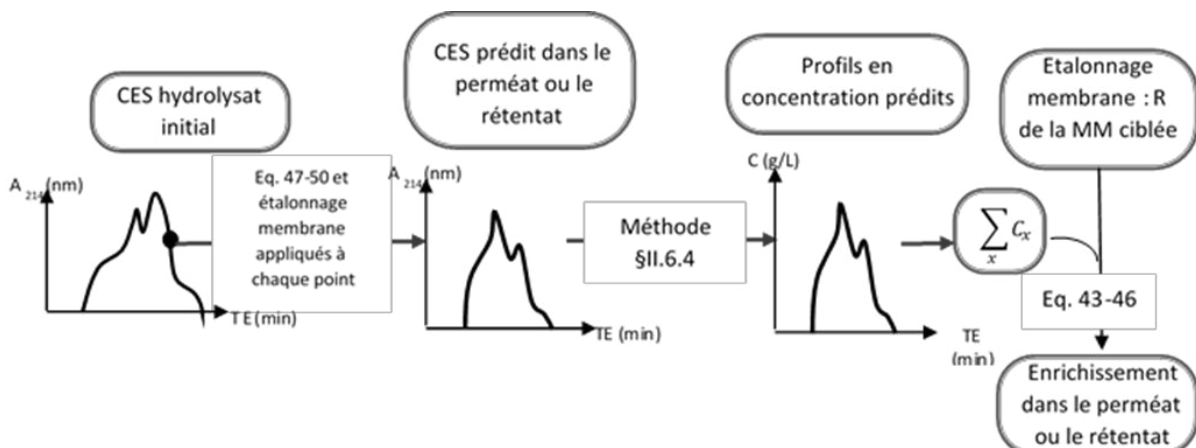 CES hydrolysat
initial
CES prédit dans le
perméat ou le
rétentat
Profils en
concentration prédits
Etalonnage
membrane : R
de la MM ciblée
A 214 (nm)
TE (min)
Eq. 47-50 et
étalonnage
membrane
appliqués à
chaque point
A 214 (nm)
TE (min)
Méthode
§II.6.4
C (g/L)
TE
(min)
∑ Cx
x
Eq. 43-46
Enrichissement
dans le perméat
ou le rétentat